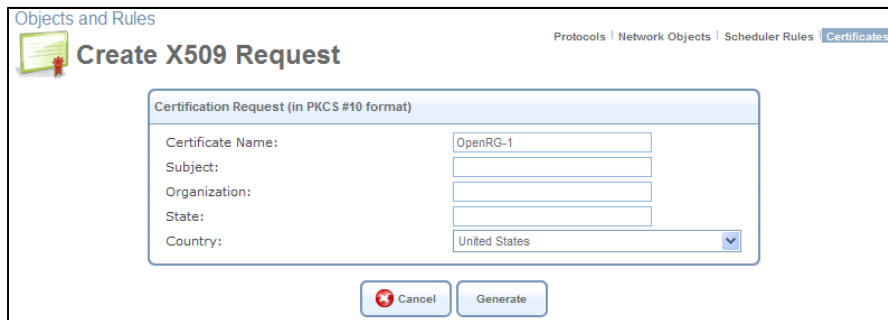 Objects and Rules
Create X509 Request
Protocols | Network Objects | Scheduler Rules | Certificates
Certification Request (in PKCS #10 format)
Certificate Name: OpenRG-1
Subject:
Organization:
State:
Country: United States
Cancel Generate